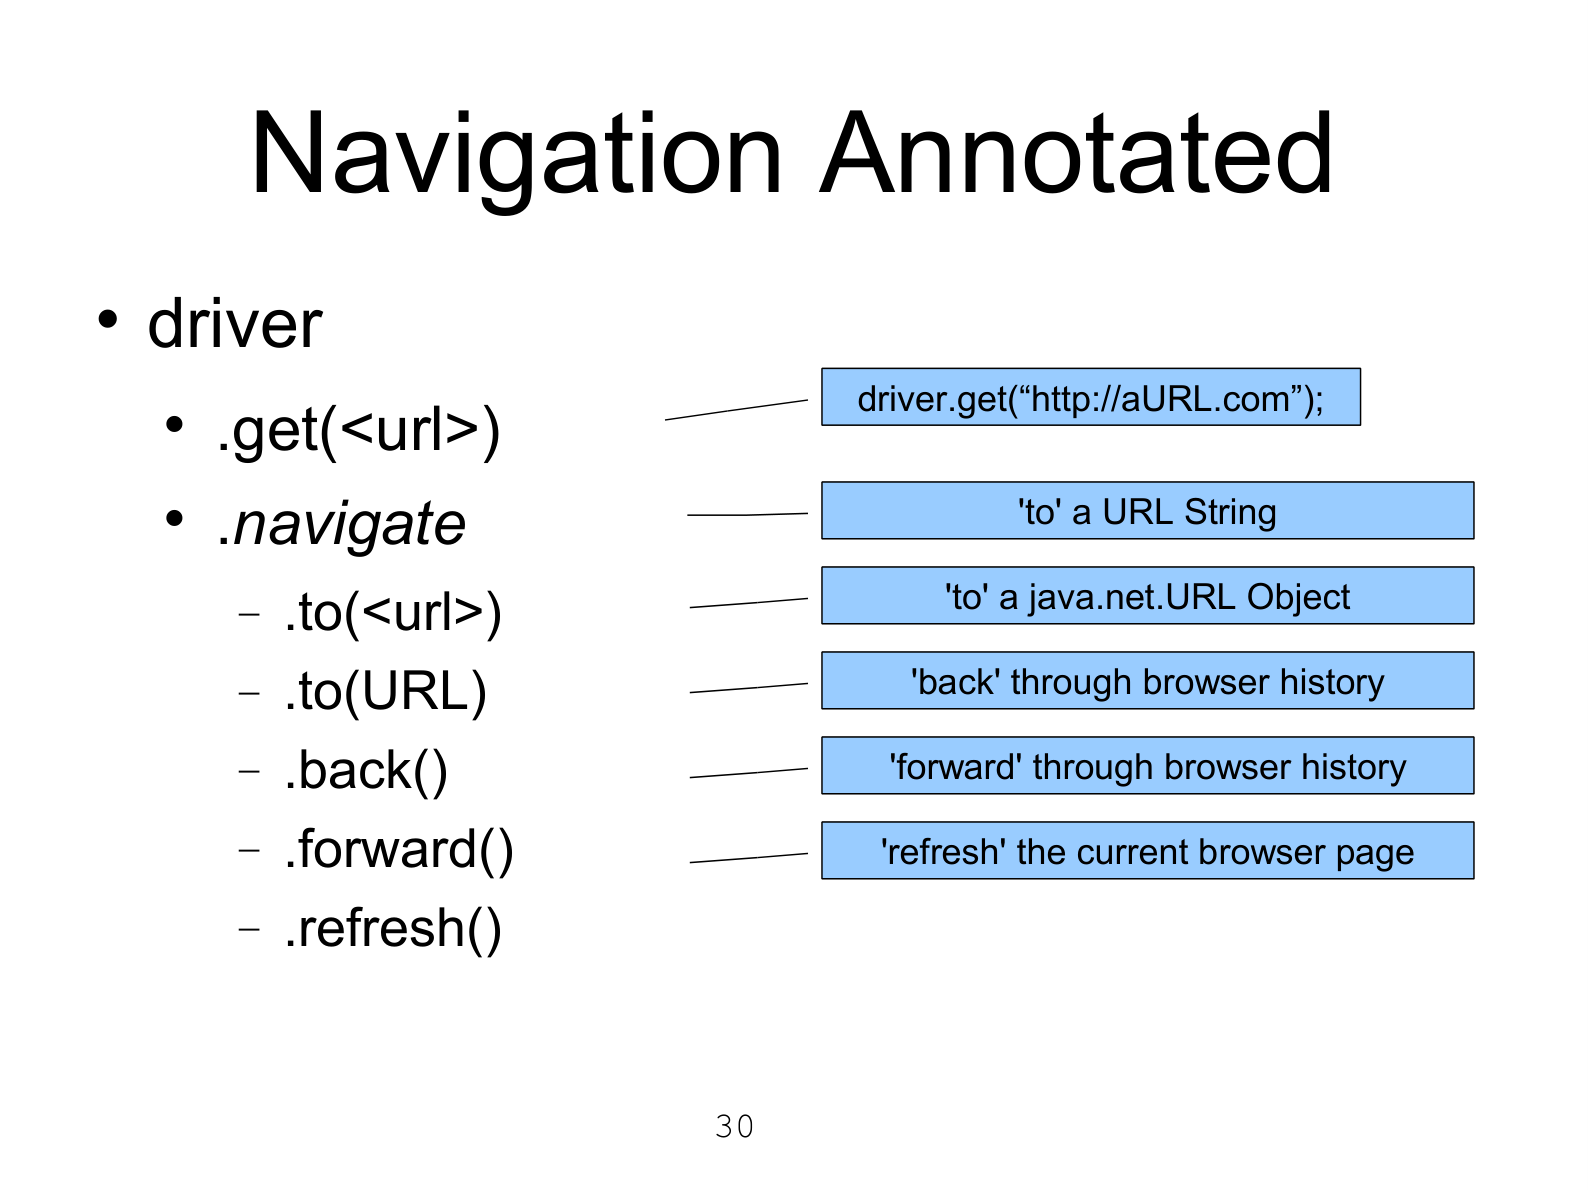 Navigation Annotated
• driver
• .get(<url>)
driver.get(“http://aURL.com”);
• .navigate
'to' a URL String
– .to(<url>)
'to' a java.net.URL Object
– .to(URL)
'back' through browser history
– .back()
'forward' through browser history
– .forward()
'refresh' the current browser page
– .refresh()
30